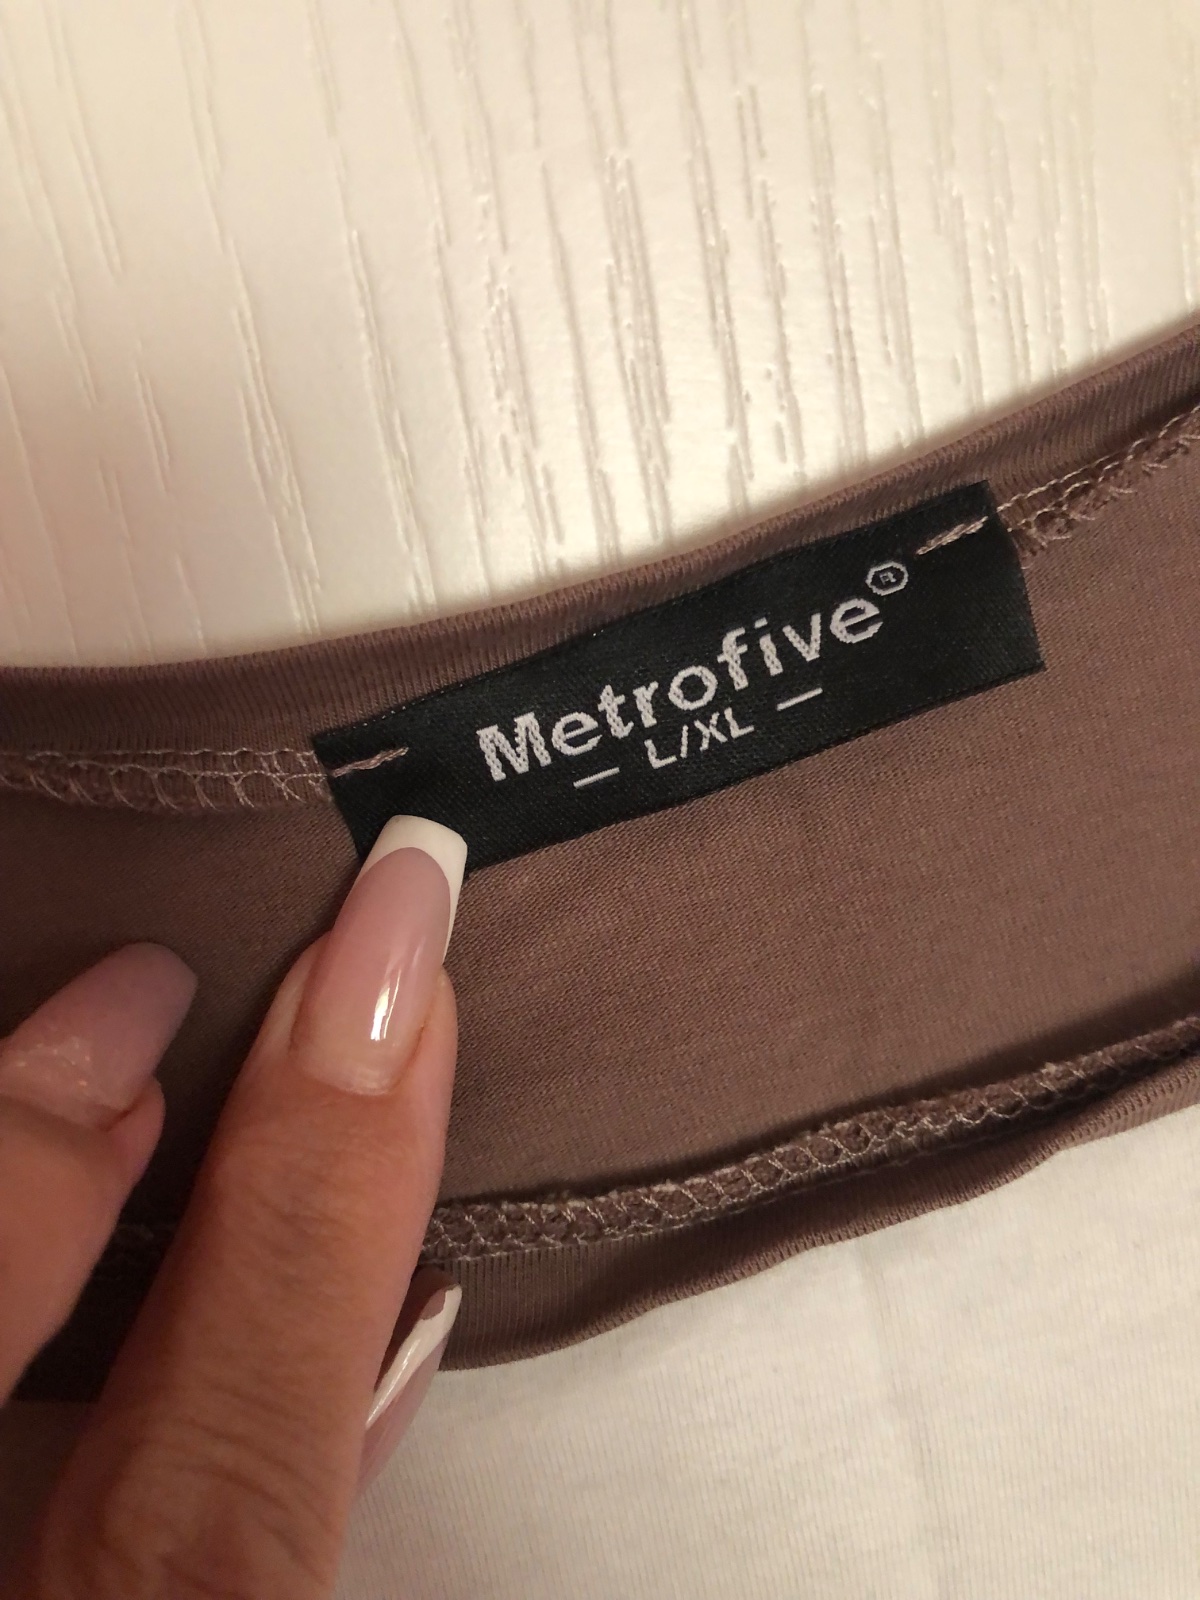 Metrofive®
— L/XL —